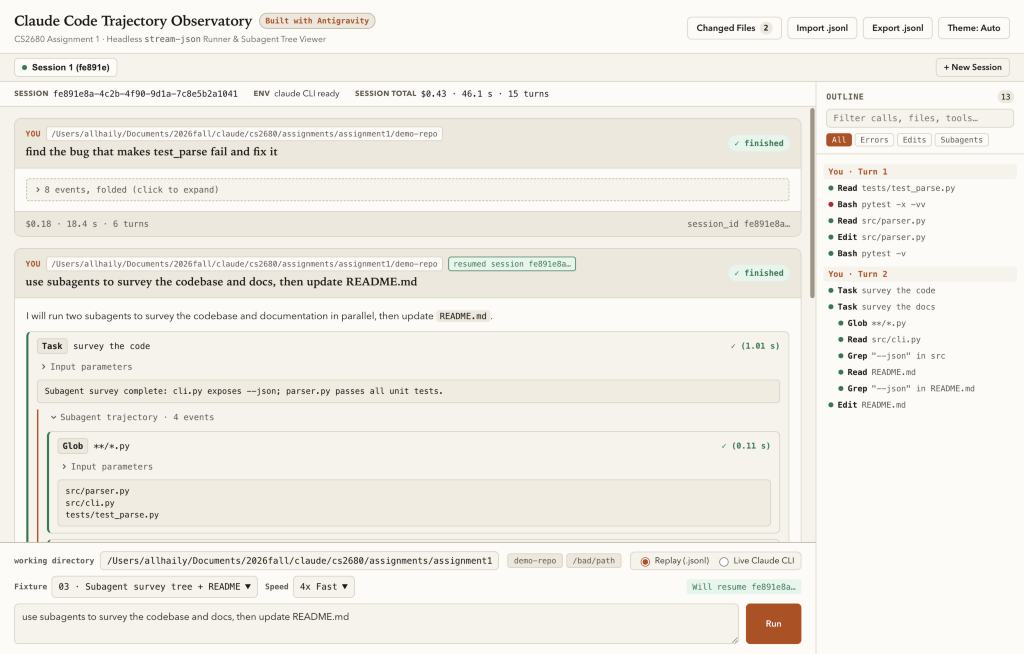 Claude Code Trajectory Observatory Built with Antigravity
CS2680 Assignment 1 · Headless stream-json Runner & Subagent Tree Viewer
Changed Files 2 Import .jsonl Export .jsonl Theme: Auto
Session 1 (fe891e) + New Session
SESSION fe891e8a-4c2b-4f90-9d1a-7c8e5b2a1041 ENV claude CLI ready SESSION TOTAL $0.43 · 46.1 s · 15 turns
YOU /Users/allhaily/Documents/2026fall/claude/cs2680/assignments/assignment1/demo-repo
find the bug that makes test_parse fail and fix it
✓ finished
> 8 events, folded (click to expand)
$0.18 · 18.4 s · 6 turns session_id fe891e8a…
YOU /Users/allhaily/Documents/2026fall/claude/cs2680/assignments/assignment1/demo-repo resumed session fe891e8a…
use subagents to survey the codebase and docs, then update README.md
✓ finished
I will run two subagents to survey the codebase and documentation in parallel, then update README.md .
Task survey the code ✓ (1.01 s)
> Input parameters
Subagent survey complete: cli.py exposes --json; parser.py passes all unit tests.
Subagent trajectory · 4 events
Glob **/*.py ✓ (0.11 s)
> Input parameters
src/parser.py
src/cli.py
tests/test_parse.py
working directory /Users/allhaily/Documents/2026fall/claude/cs2680/assignments/assignment1 demo-repo /bad/path Replay (.jsonl) Live Claude CLI
Fixture 03 · Subagent survey tree + README ▼ Speed 4x Fast ▼ Will resume fe891e8a…
use subagents to survey the codebase and docs, then update README.md
Run
OUTLINE 13
Filter calls, files, tools…
All Errors Edits Subagents
You · Turn 1
Read tests/test_parse.py
Bash pytest -x -vv
Read src/parser.py
Edit src/parser.py
Bash pytest -v
You · Turn 2
Task survey the code
Task survey the docs
Glob **/*.py
Read src/cli.py
Grep "--json" in src
Read README.md
Grep "--json" in README.md
Edit README.md